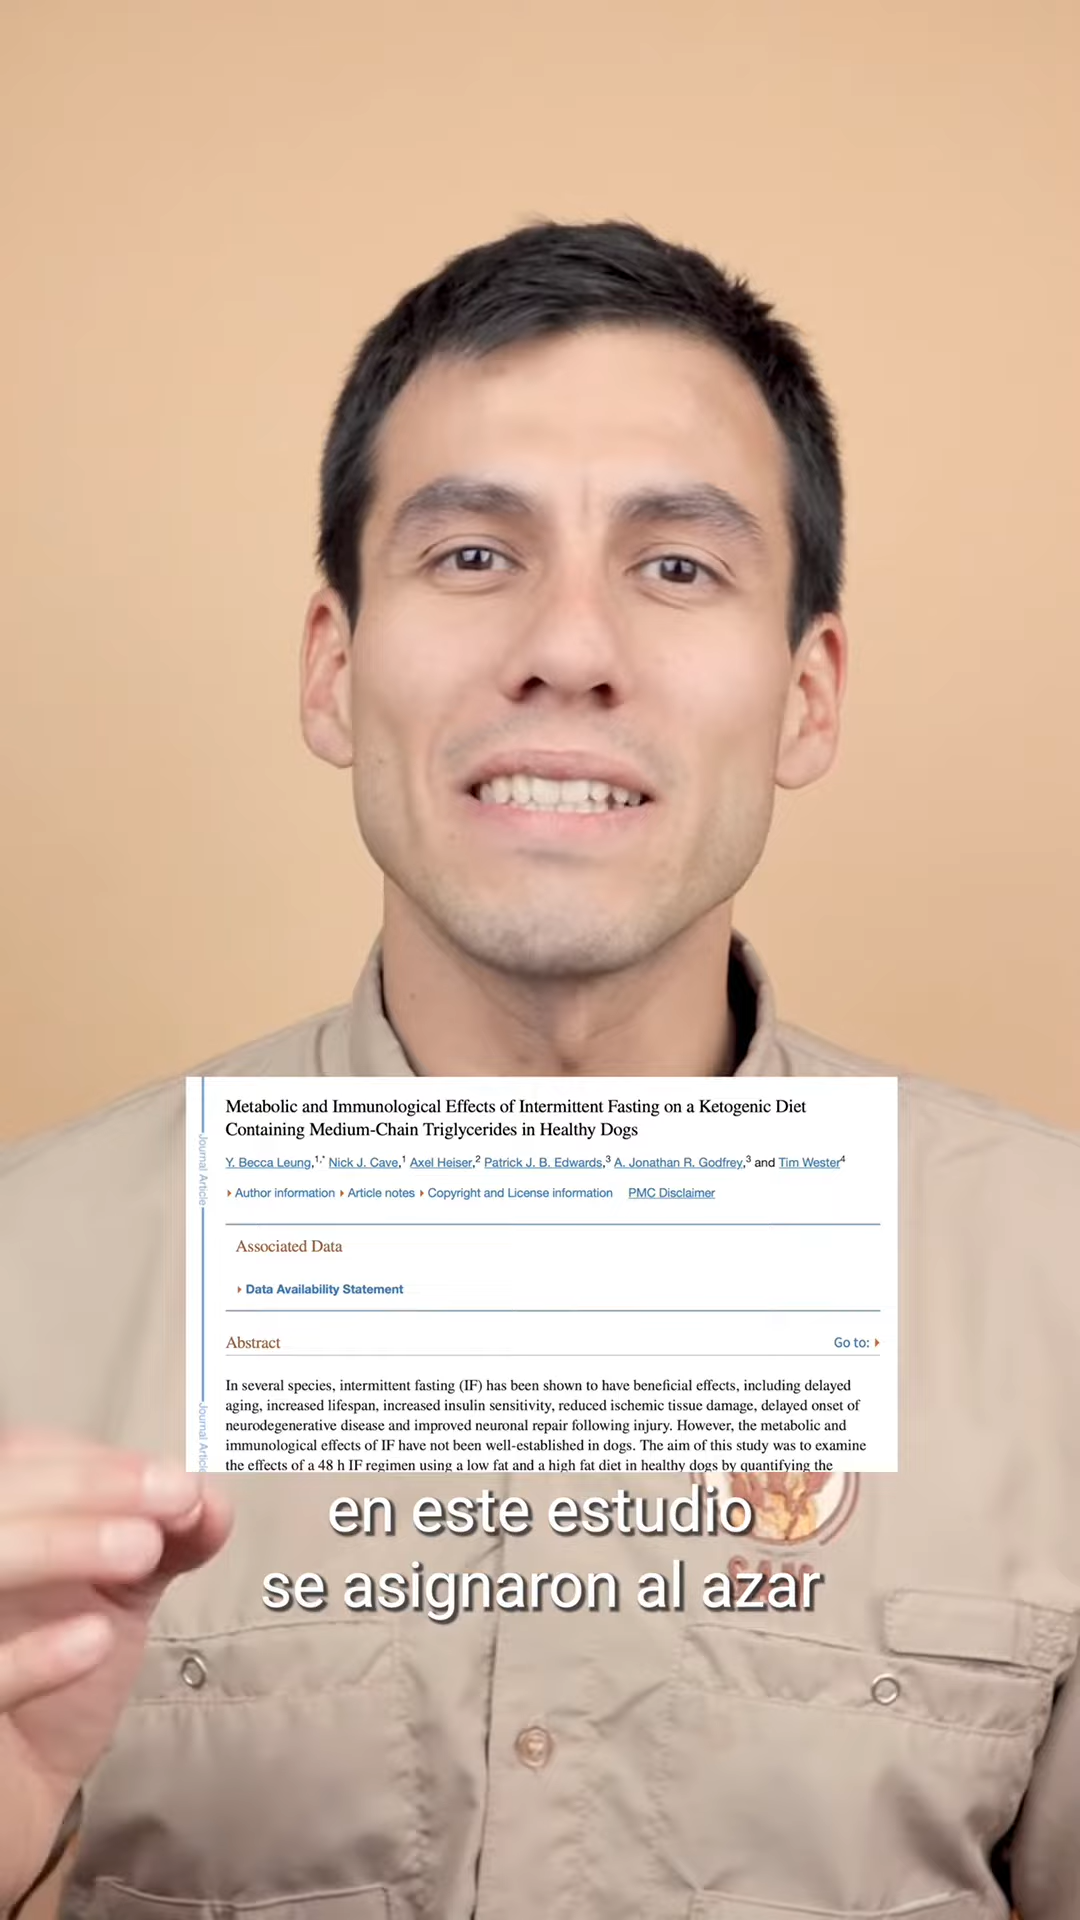 Metabolic and Immunological Effects of Intermittent Fasting on a Ketogenic Diet
Containing Medium-Chain Triglycerides in Healthy Dogs
Y. Becca Leung,1,* Nick J. Cave,1 Axel Heiser,2 Patrick J. B. Edwards,3 A. Jonathan R. Godfrey,3 and Tim Wester4
Author information Article notes Copyright and License information PMC Disclaimer
Associated Data
Data Availability Statement
Abstract
Go to:
In several species, intermittent fasting (IF) has been shown to have beneficial effects, including delayed
aging, increased lifespan, increased insulin sensitivity, reduced ischemic tissue damage, delayed onset of
neurodegenerative disease and improved neuronal repair following injury. However, the metabolic and
immunological effects of IF have not been well-established in dogs. The aim of this study was to examine
the effects of a 48 h IF regimen using a low fat and a high fat diet in healthy dogs by quantifying the
Journal Article
Journal Article
en este estudio
se asignaron al azar